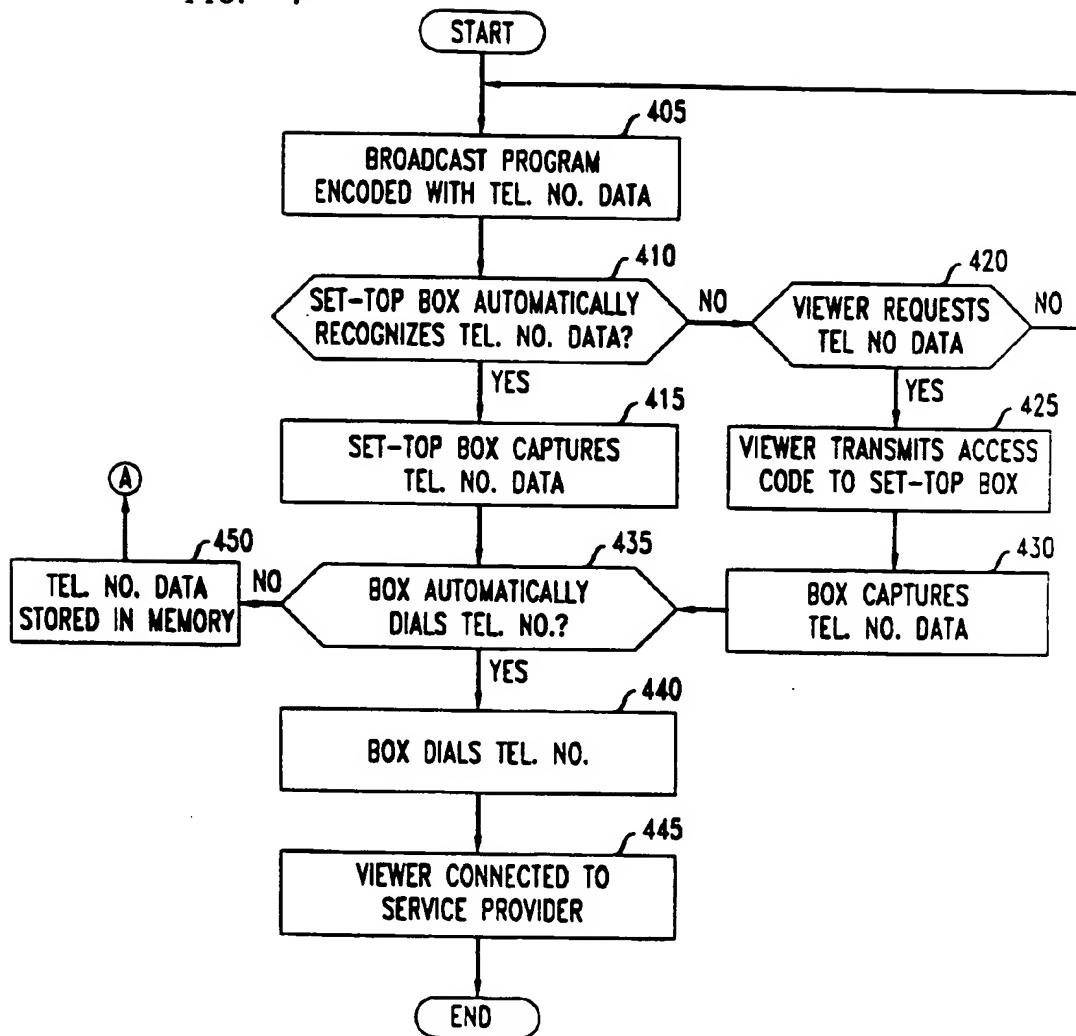 START
405
BROADCAST PROGRAM
ENCODED WITH TEL. NO. DATA
410
SET-TOP BOX AUTOMATICALLY
RECOGNIZES TEL. NO. DATA?
NO
420
VIEWER REQUESTS
TEL NO DATA
NO
YES
YES
415
SET-TOP BOX CAPTURES
TEL. NO. DATA
425
VIEWER TRANSMITS ACCESS
CODE TO SET-TOP BOX
A
450
TEL. NO. DATA
STORED IN MEMORY
NO
435
BOX AUTOMATICALLY
DIALS TEL. NO.?
430
BOX CAPTURES
TEL. NO. DATA
YES
440
BOX DIALS TEL. NO.
445
VIEWER CONNECTED TO
SERVICE PROVIDER
END